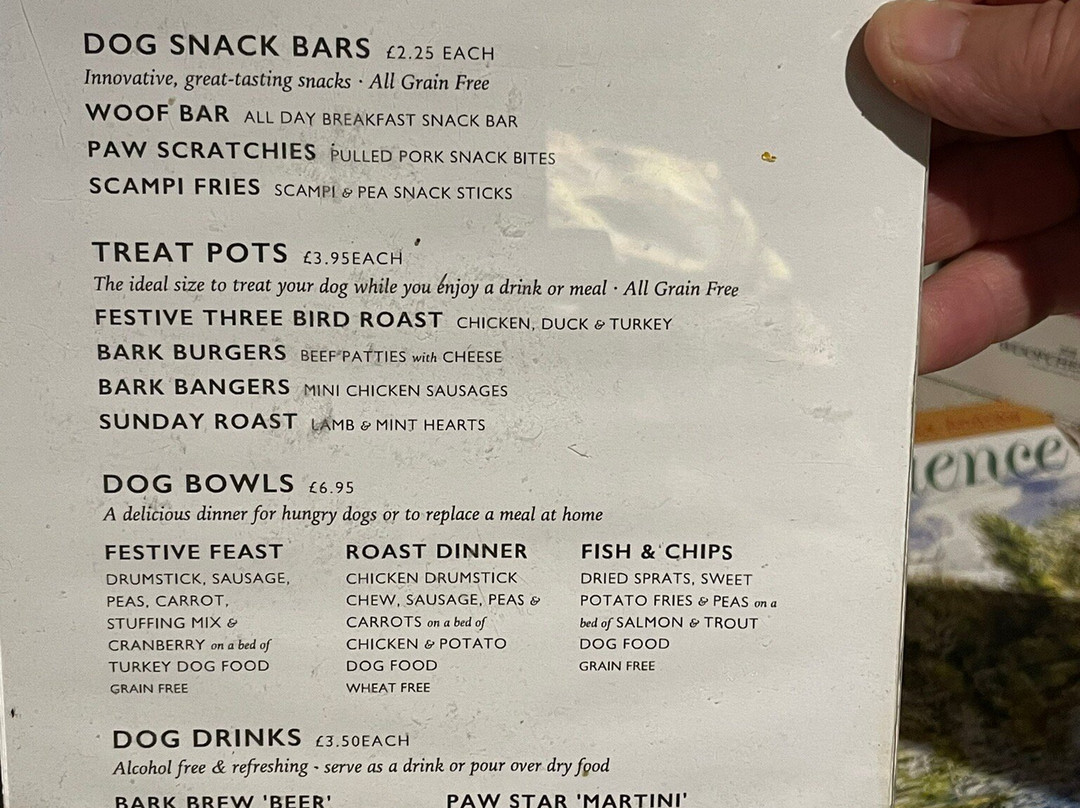 DOG SNACK BARS £2.25 EACH
Innovative, great-tasting snacks · All Grain Free
WOOF BAR ALL DAY BREAKFAST SNACK BAR
PAW SCRATCHIES PULLED PORK SNACK BITES
SCAMPI FRIES SCAMPI & PEA SNACK STICKS
TREAT POTS £3.95EACH
The ideal size to treat your dog while you enjoy a drink or meal · All Grain Free
FESTIVE THREE BIRD ROAST CHICKEN, DUCK & TURKEY
BARK BURGERS BEEF PATTIES with CHEESE
BARK BANGERS MINI CHICKEN SAUSAGES
SUNDAY ROAST LAMB & MINT HEARTS
DOG BOWLS £6.95
A delicious dinner for hungry dogs or to replace a meal at home
FESTIVE FEAST
DRUMSTICK, SAUSAGE,
PEAS, CARROT,
STUFFING MIX &
CRANBERRY on a bed of
TURKEY DOG FOOD
GRAIN FREE
ROAST DINNER
CHICKEN DRUMSTICK
CHEW, SAUSAGE, PEAS &
CARROTS on a bed of
CHICKEN & POTATO
DOG FOOD
WHEAT FREE
FISH & CHIPS
DRIED SPRATS, SWEET
POTATO FRIES & PEAS on a
bed of SALMON & TROUT
DOG FOOD
GRAIN FREE
DOG DRINKS £3.50EACH
Alcohol free & refreshing - serve as a drink or pour over dry food
BARK BREW 'BEER'
PAW STAR 'MARTINI'